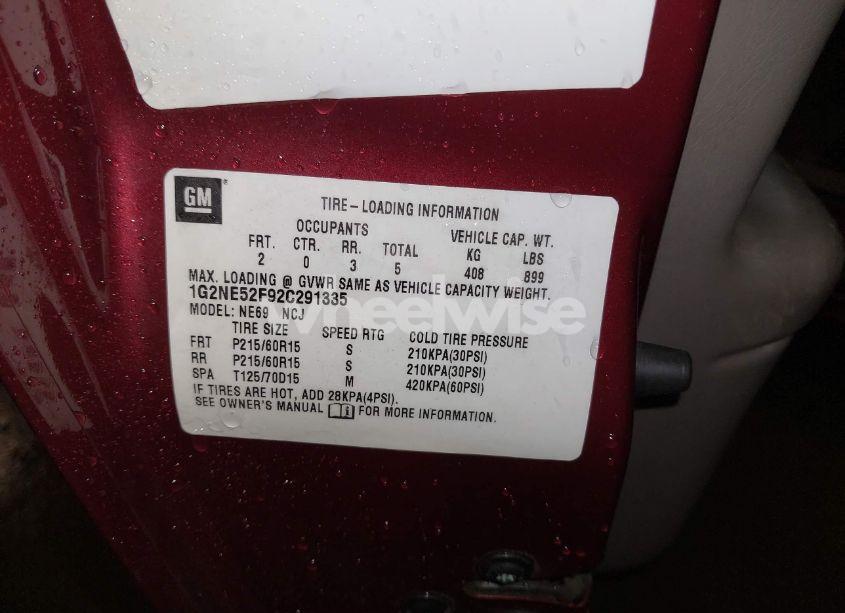 GM
TIRE-LOADING INFORMATION
OCCUPANTS VEHICLE CAP. WT.
FRT. CTR. RR. TOTAL KG LBS
2 0 3 5 408 899
MAX. LOADING @ GVWR SAME AS VEHICLE CAPACITY WEIGHT.
1G2NE52F92C291335
MODEL: NE69 NCJ
TIRE SIZE SPEED RTG COLD TIRE PRESSURE
FRT P215/60R15 S 210KPA(30PSI)
RR P215/60R15 S 210KPA(30PSI)
SPA T125/70D15 M 420KPA(60PSI)
IF TIRES ARE HOT, ADD 28KPA(4PSI).
SEE OWNER'S MANUAL FOR MORE INFORMATION.
wheelwise